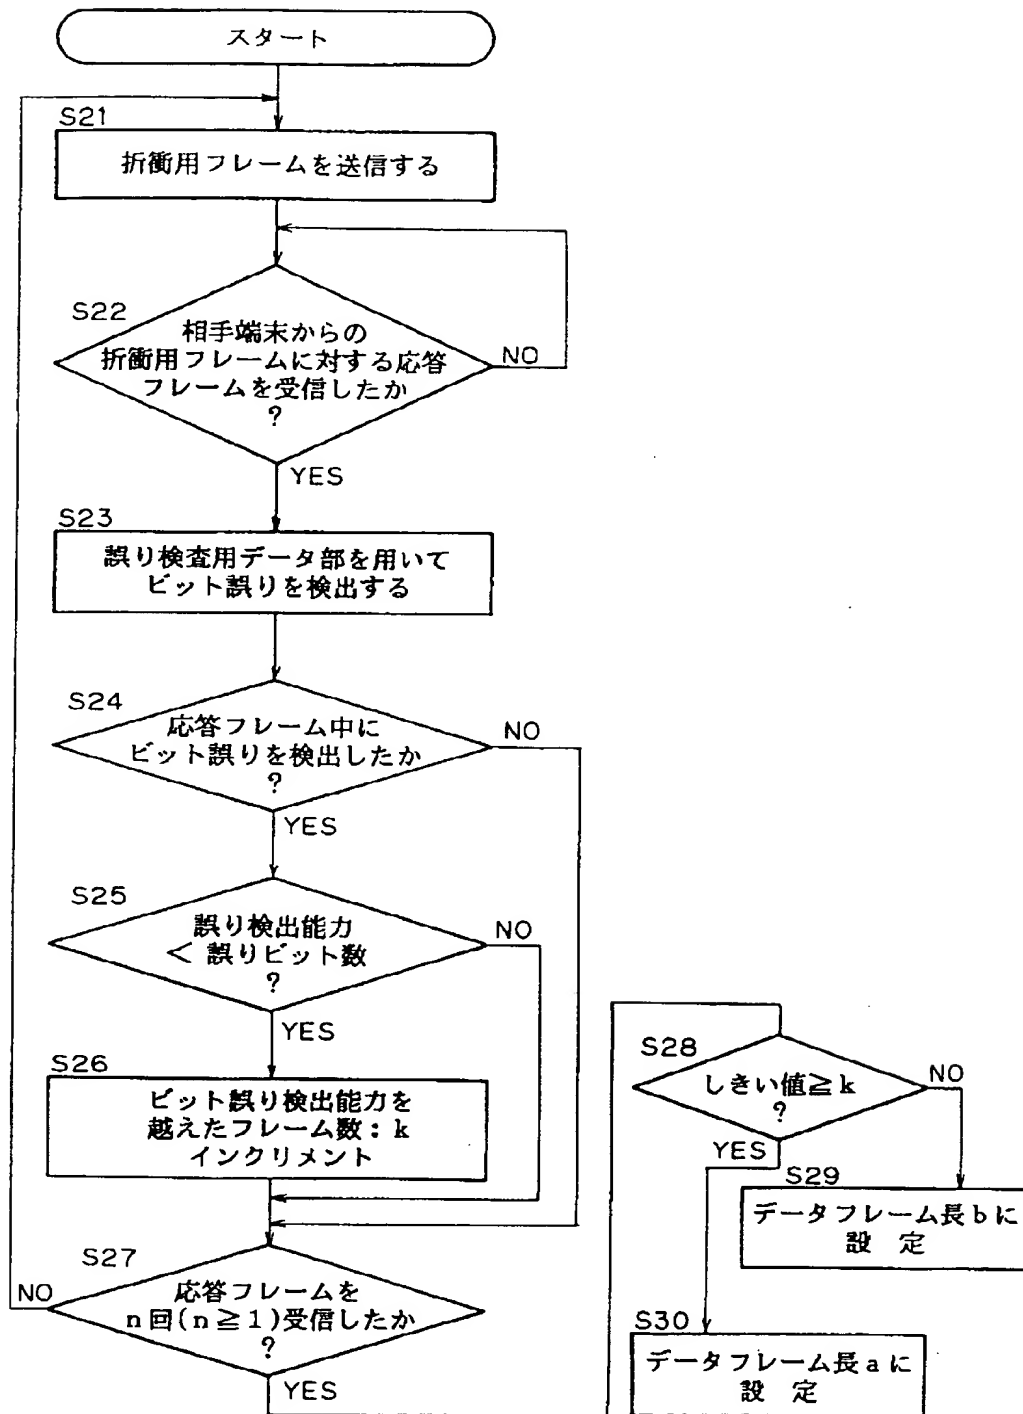 スタート
S21
折衝用フレームを送信する
S22
相手端末からの
折衝用フレームに対する応答
フレームを受信したか
?
NO
YES
S23
誤り検査用データ部を用いて
ビット誤りを検出する
S24
応答フレーム中に
ビット誤りを検出したか
?
NO
YES
S25
誤り検出能力
< 誤りビット数
?
NO
YES
S26
ビット誤り検出能力を
越えたフレーム数:k
インクリメント
S27
応答フレームを
n回(n≧1)受信したか
?
NO
YES
S28
しきい値≧k
?
NO
YES
S29
データフレーム長bに
設 定
S30
データフレーム長aに
設 定